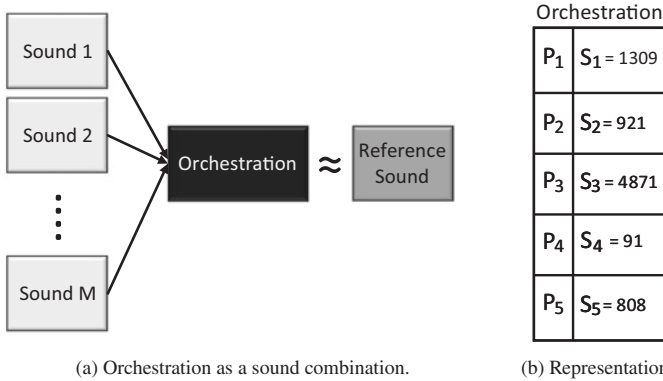 Sound 1
Sound 2
Sound M
Orchestration
≈
Reference
Sound
(a) Orchestration as a sound combination.
Orchestration
P1 S1 = 1309
P2 S2 = 921
P3 S3 = 4871
P4 S4 = 91
P5 S5 = 808
(b) Representation